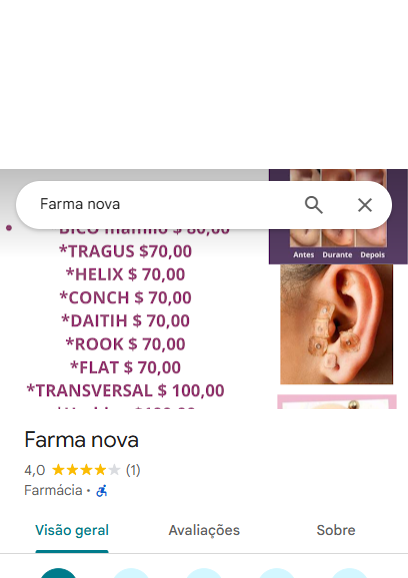 Farma nova
BICO mamilo $ 80,00
*TRAGUS $70,00
*HELIX $ 70,00
*CONCH $ 70,00
*DAITIH $ 70,00
*ROOK $ 70,00
*FLAT $ 70,00
*TRANSVERSAL $ 100,00
Antes Durante Depois
Farma nova
4,0 (1)
Farmácia ·
Visão geral Avaliações Sobre